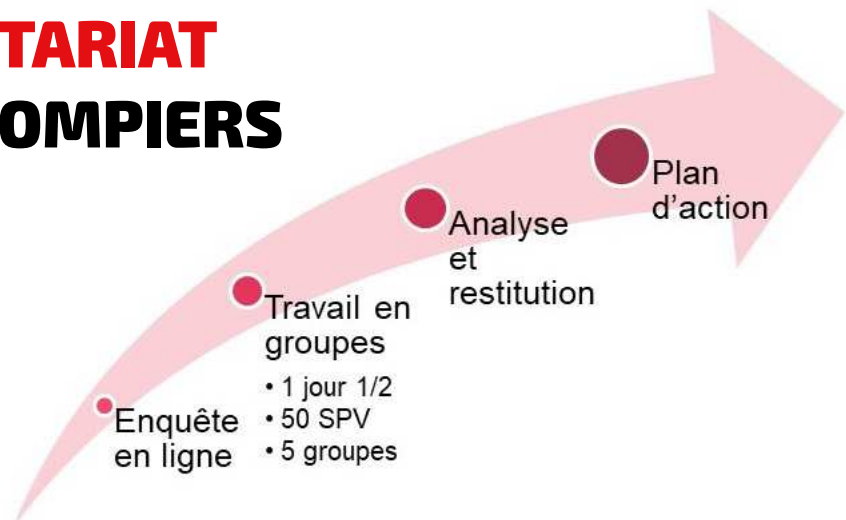 TARIAT
OMPIERS
Plan
d’action
Analyse
et
restitution
Travail en
groupes
• 1 jour 1/2
• 50 SPV
• 5 groupes
Enquête
en ligne